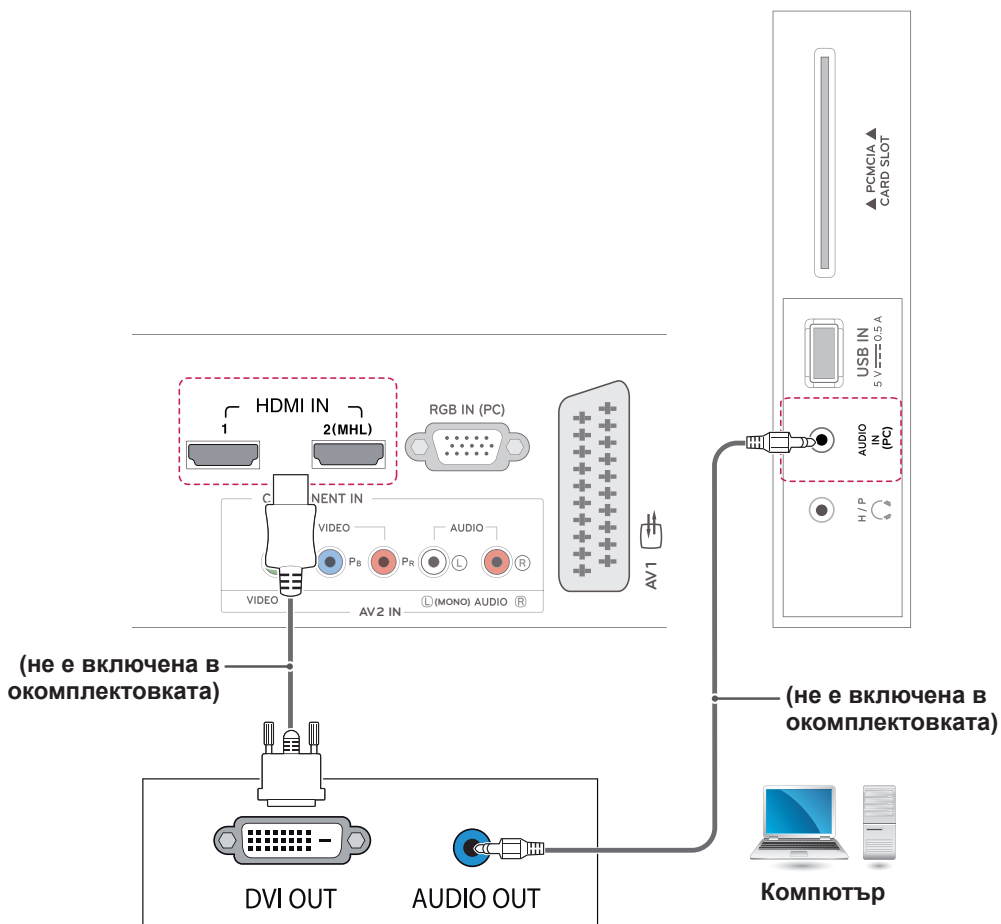 ▲ PCMCIA ▲
CARD SLOT
USB IN
5 V 0.5 A
AUDIO
IN
(PC)
H / P
HDMI IN
1
2(MHL)
RGB IN (PC)
AV1
C NENT IN
VIDEO
AUDIO
PB
PR
L
R
VIDEO
L (MONO) AUDIO R
AV2 IN
(не е включена в
окомплектовката)
(не е включена в
окомплектовката)
DVI OUT
AUDIO OUT
Компютър